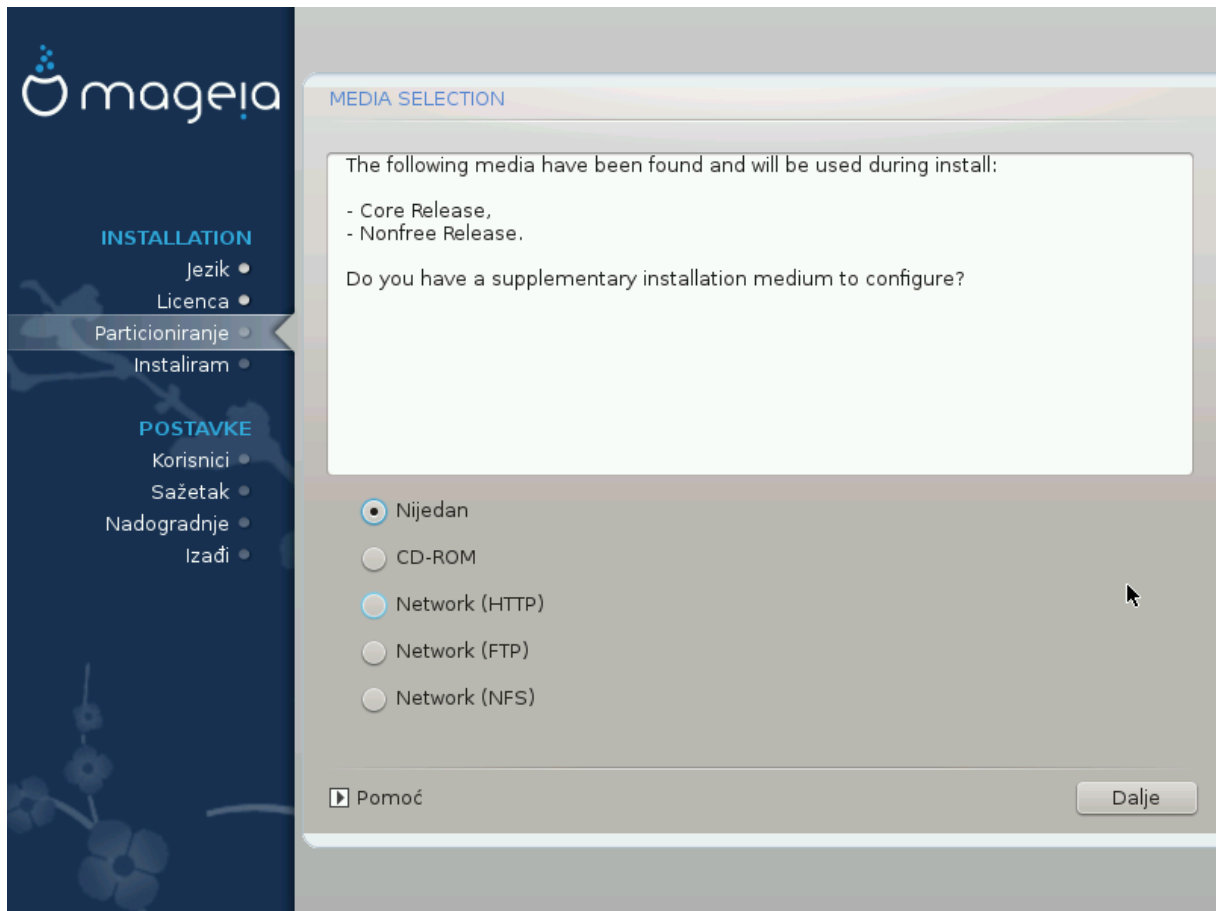 mageia
INSTALLATION
Jezik
Licenca
Particioniranje
Instaliram
POSTAVKE
Korisnici
Sažetak
Nadogradnje
Izađi
MEDIA SELECTION
The following media have been found and will be used during install:
- Core Release,
- Nonfree Release.
Do you have a supplementary installation medium to configure?
Nijedan
CD-ROM
Network (HTTP)
Network (FTP)
Network (NFS)
Pomoć
Dalje